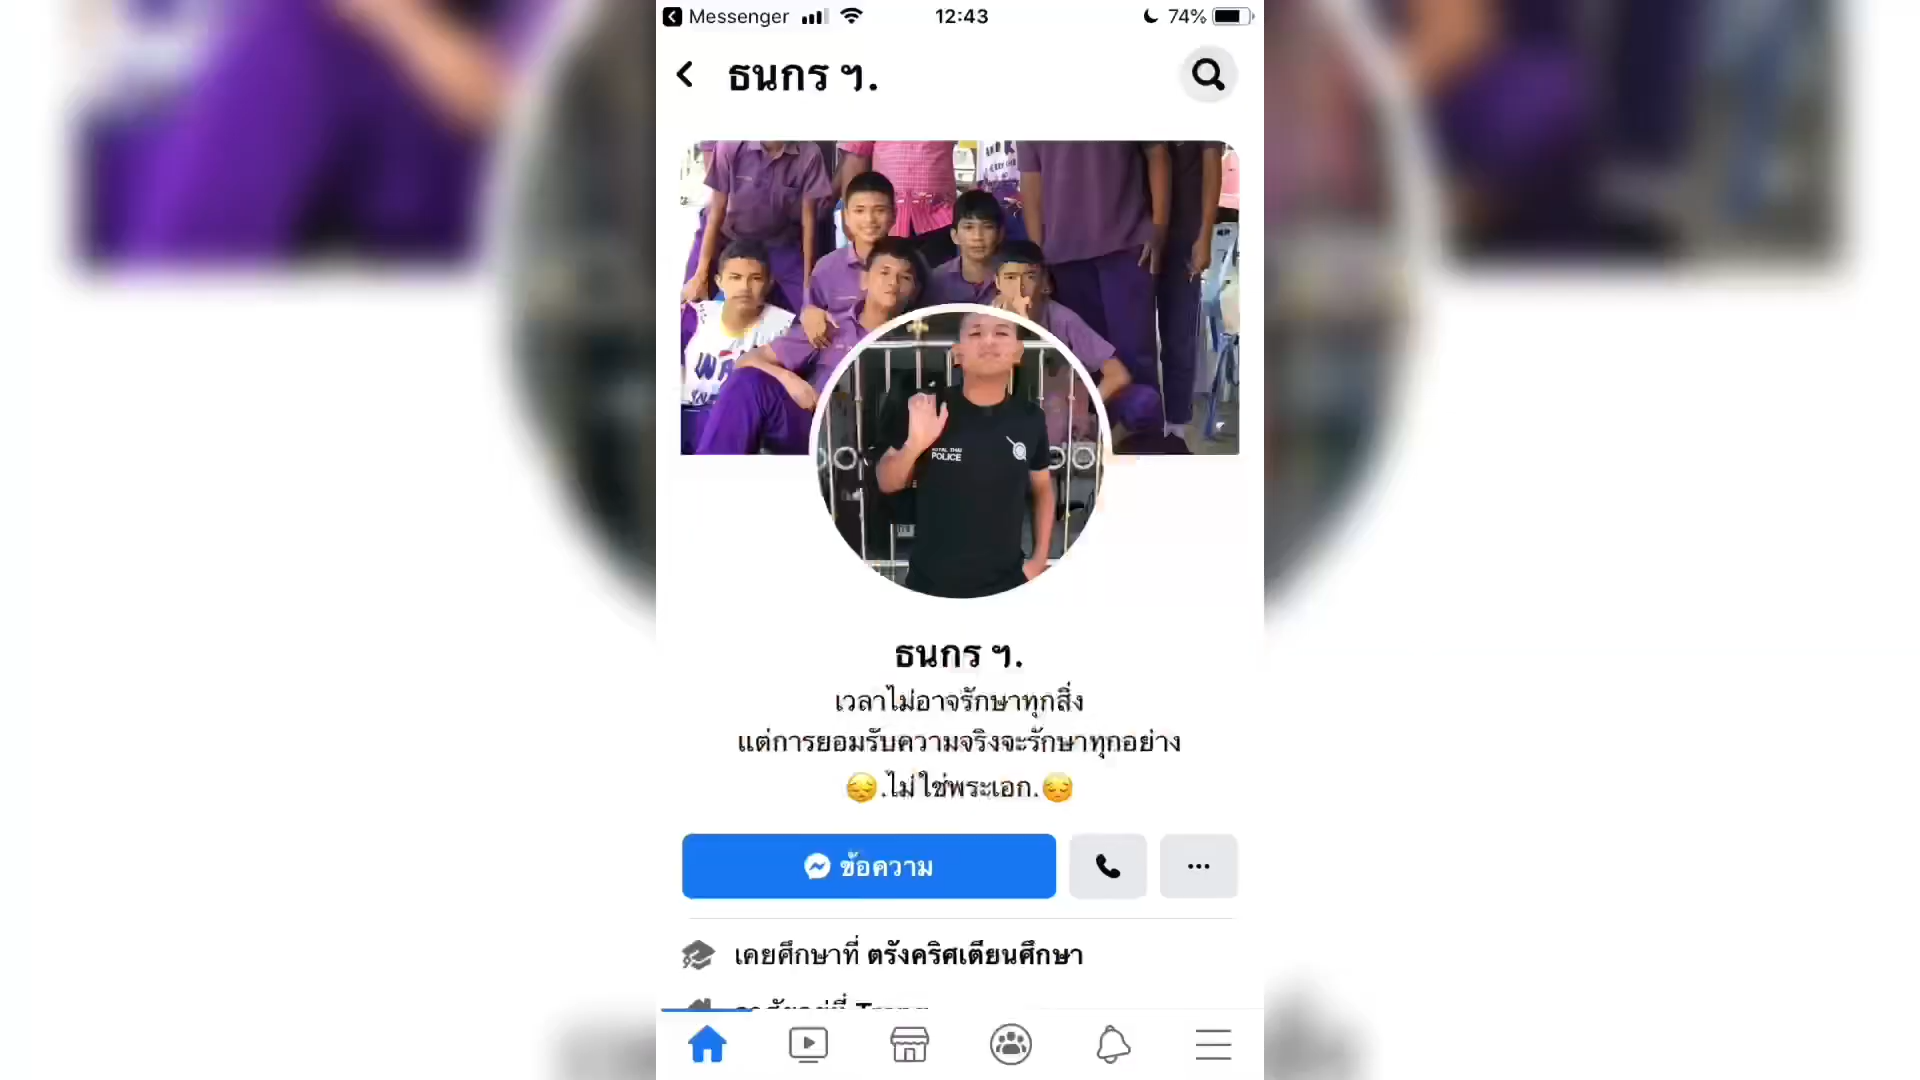 Messenger
12:43
74%
ธนกร ฯ.
ROYAL THAI
POLICE
ธนกร ฯ.
เวลาไม่อาจรักษาทุกสิ่ง
แต่การยอมรับความจริงจะรักษาทุกอย่าง
😔.ไม่ใช่พระเอก.😔
ข้อความ
เคยศึกษาที่ ตรังคริศเตียนศึกษา